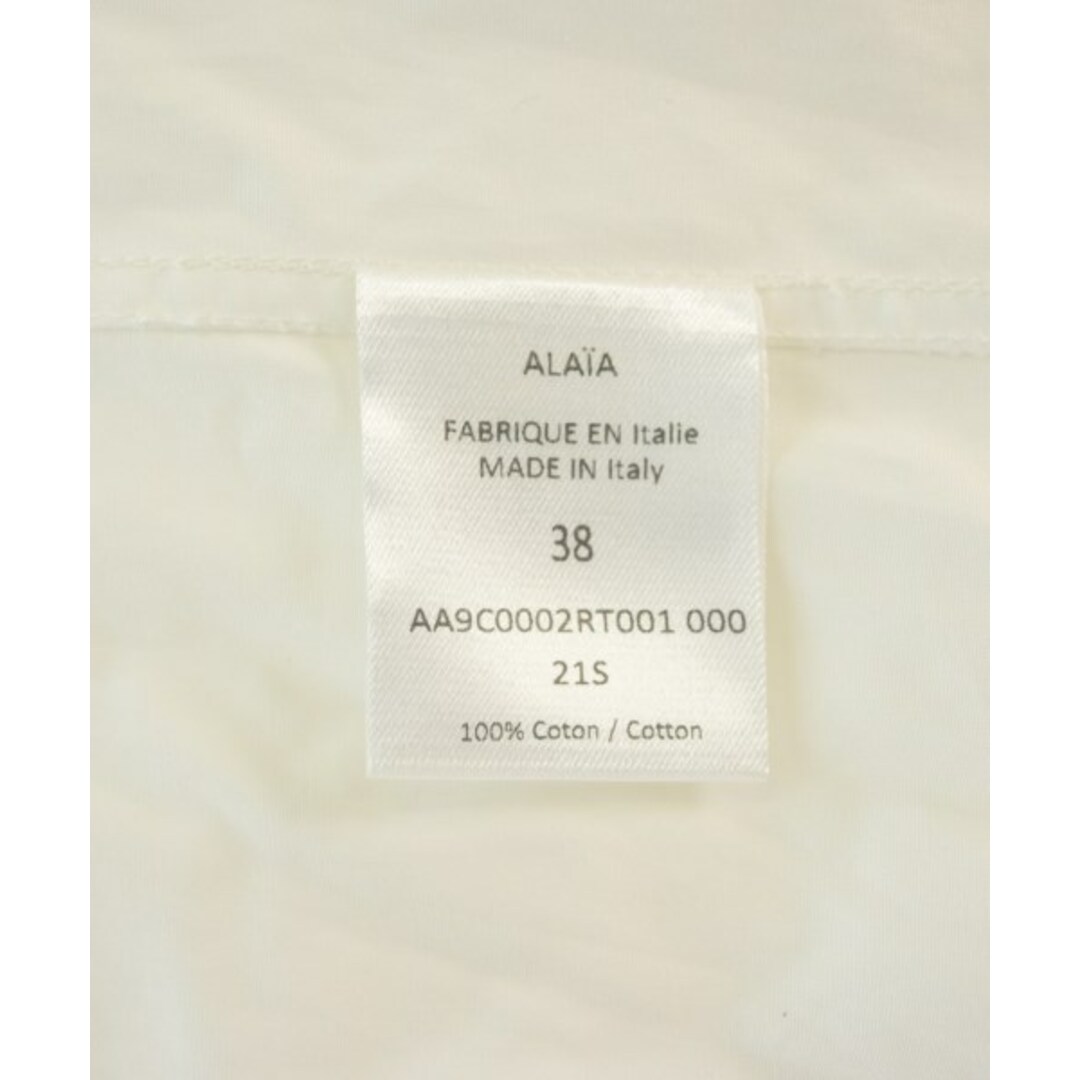 ALAÏA
FABRIQUE EN Italie
MADE IN Italy
38
AA9C0002RT001 000
21S
100% Coton / Cotton